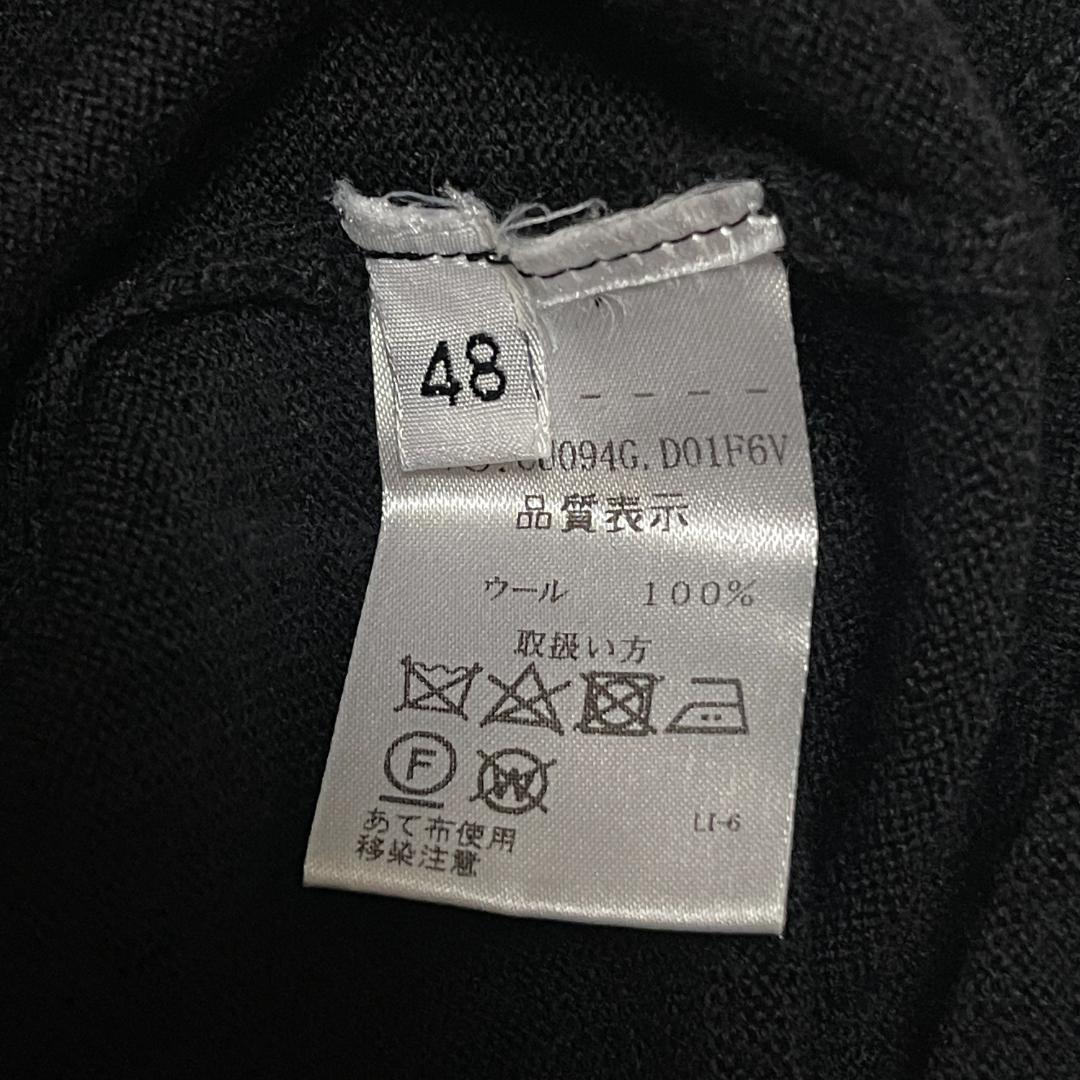 48
- - - -
094G.D01F6V
品質表示
ウール 100%
取扱い方
F
W
あて布使用
移染注意
LI-6